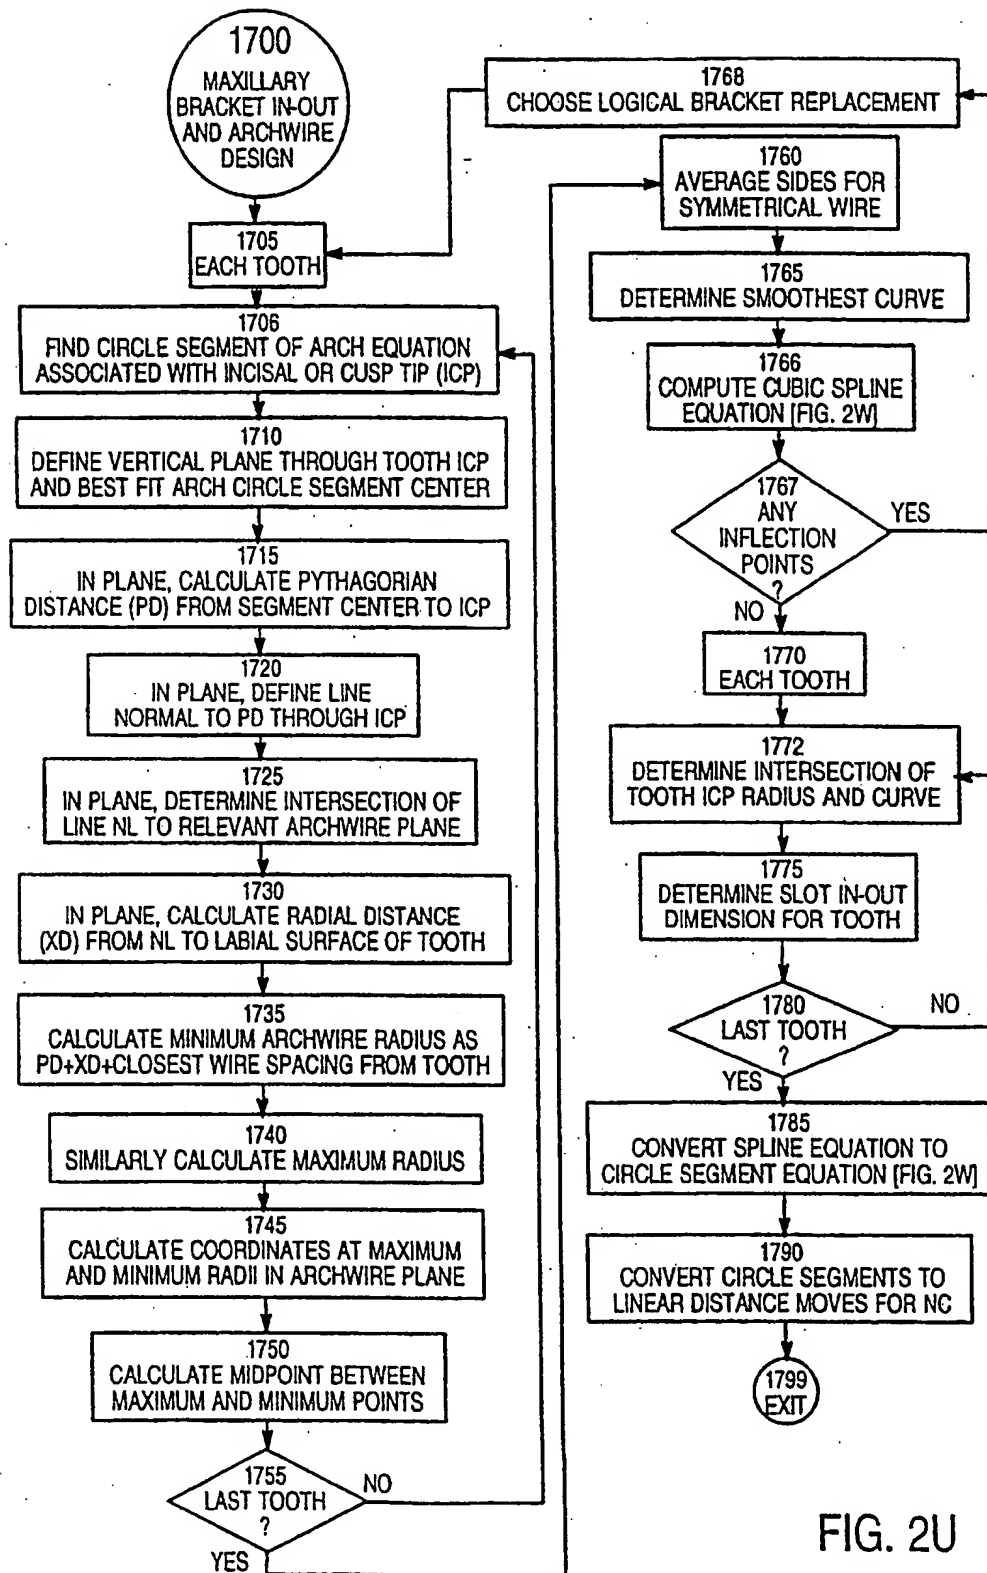 1700
MAXILLARY
BRACKET IN-OUT
AND ARCHWIRE
DESIGN
1705
EACH TOOTH
1706
FIND CIRCLE SEGMENT OF ARCH EQUATION
ASSOCIATED WITH INCISAL OR CUSP TIP (ICP)
1710
DEFINE VERTICAL PLANE THROUGH TOOTH ICP
AND BEST FIT ARCH CIRCLE SEGMENT CENTER
1715
IN PLANE, CALCULATE PYTHAGORIAN
DISTANCE (PD) FROM SEGMENT CENTER TO ICP
1720
IN PLANE, DEFINE LINE
NORMAL TO PD THROUGH ICP
1725
IN PLANE, DETERMINE INTERSECTION OF
LINE NL TO RELEVANT ARCHWIRE PLANE
1730
IN PLANE, CALCULATE RADIAL DISTANCE
(XD) FROM NL TO LABIAL SURFACE OF TOOTH
1735
CALCULATE MINIMUM ARCHWIRE RADIUS AS
PD+XD+CLOSEST WIRE SPACING FROM TOOTH
1740
SIMILARLY CALCULATE MAXIMUM RADIUS
1745
CALCULATE COORDINATES AT MAXIMUM
AND MINIMUM RADII IN ARCHWIRE PLANE
1750
CALCULATE MIDPOINT BETWEEN
MAXIMUM AND MINIMUM POINTS
1755
LAST TOOTH
?
NO
YES
1768
CHOOSE LOGICAL BRACKET REPLACEMENT
1760
AVERAGE SIDES FOR
SYMMETRICAL WIRE
1765
DETERMINE SMOOTHEST CURVE
1766
COMPUTE CUBIC SPLINE
EQUATION [FIG. 2W]
1767
ANY
INFLECTION
POINTS
?
YES
NO
1770
EACH TOOTH
1772
DETERMINE INTERSECTION OF
TOOTH ICP RADIUS AND CURVE
1775
DETERMINE SLOT IN-OUT
DIMENSION FOR TOOTH
1780
LAST TOOTH
?
NO
YES
1785
CONVERT SPLINE EQUATION TO
CIRCLE SEGMENT EQUATION [FIG. 2W]
1790
CONVERT CIRCLE SEGMENTS TO
LINEAR DISTANCE MOVES FOR NC
1799
EXIT
FIG. 2U